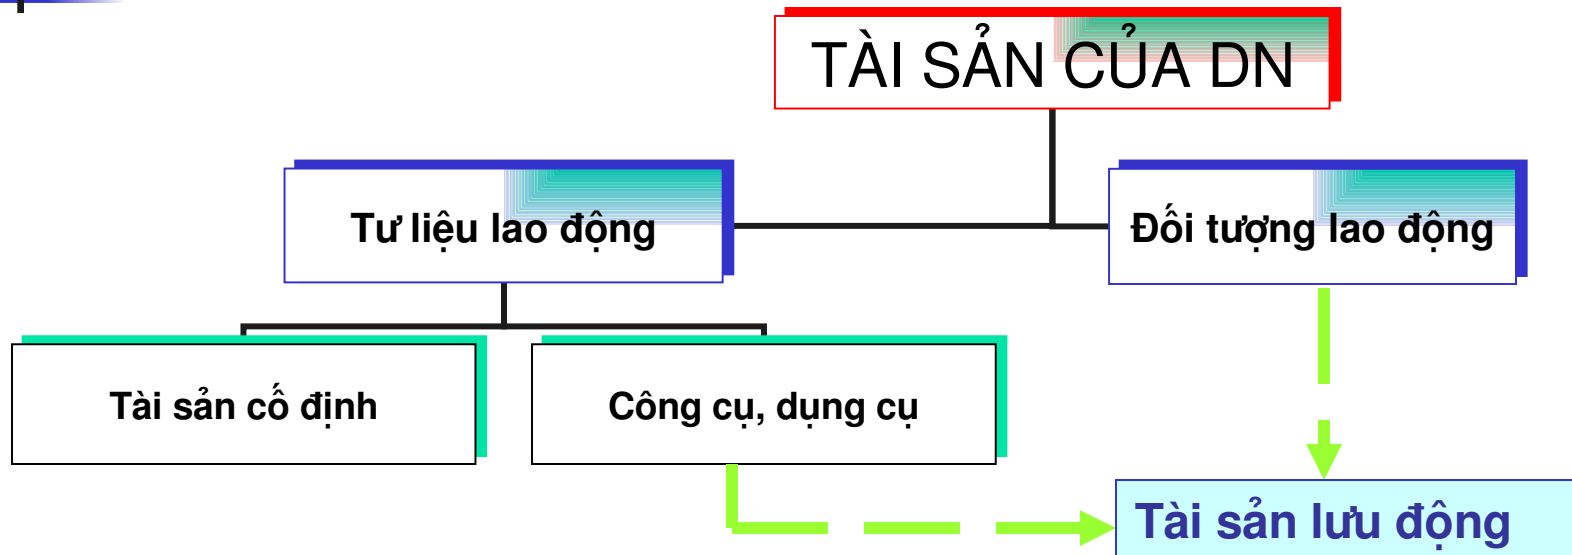 TÀI SẢN CỦA DN
Tư liệu lao động
Đối tượng lao động
Tài sản cố định
Công cụ, dụng cụ
Tài sản lưu động